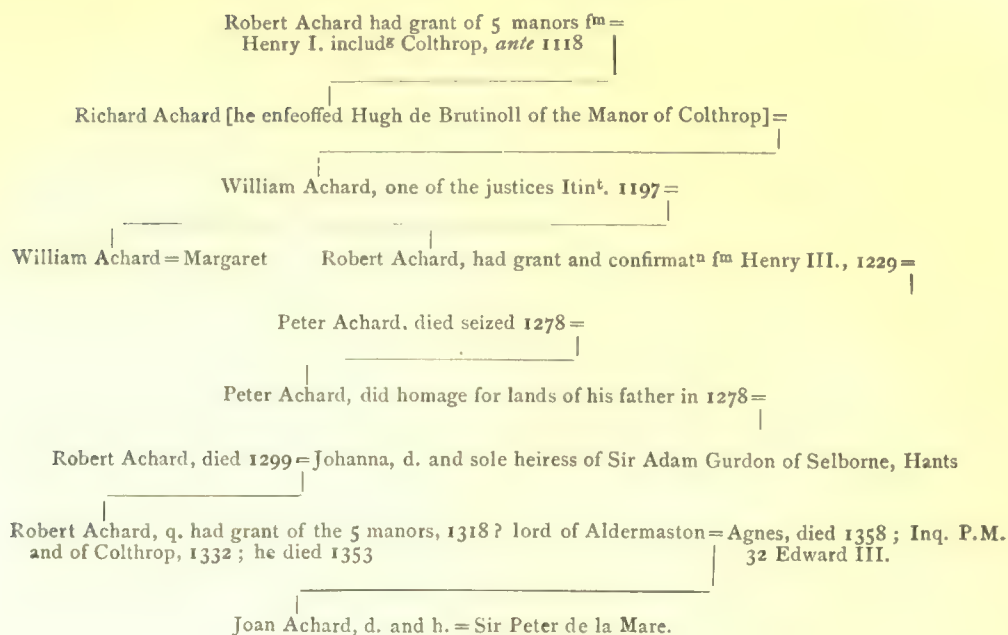 Robert Achard had grant of 5 manors fm =
Henry I. includg Colthrop, ante 1118
Richard Achard [he enfeoffed Hugh de Brutinoll of the Manor of Colthrop] =
William Achard, one of the justices Itint. 1197 =
William Achard = Margaret Robert Achard, had grant and confirmatn fm Henry III., 1229 =
Peter Achard, died seized 1278 =
Peter Achard, did homage for lands of his father in 1278 =
Robert Achard, died 1299 = Johanna, d. and sole heiress of Sir Adam Gurdon of Selborne, Hants
Robert Achard, q. had grant of the 5 manors, 1318? lord of Aldermaston = Agnes, died 1358; Inq. P.M.
and of Colthrop, 1332; he died 1353 32 Edward III.
Joan Achard, d. and h. = Sir Peter de la Mare.